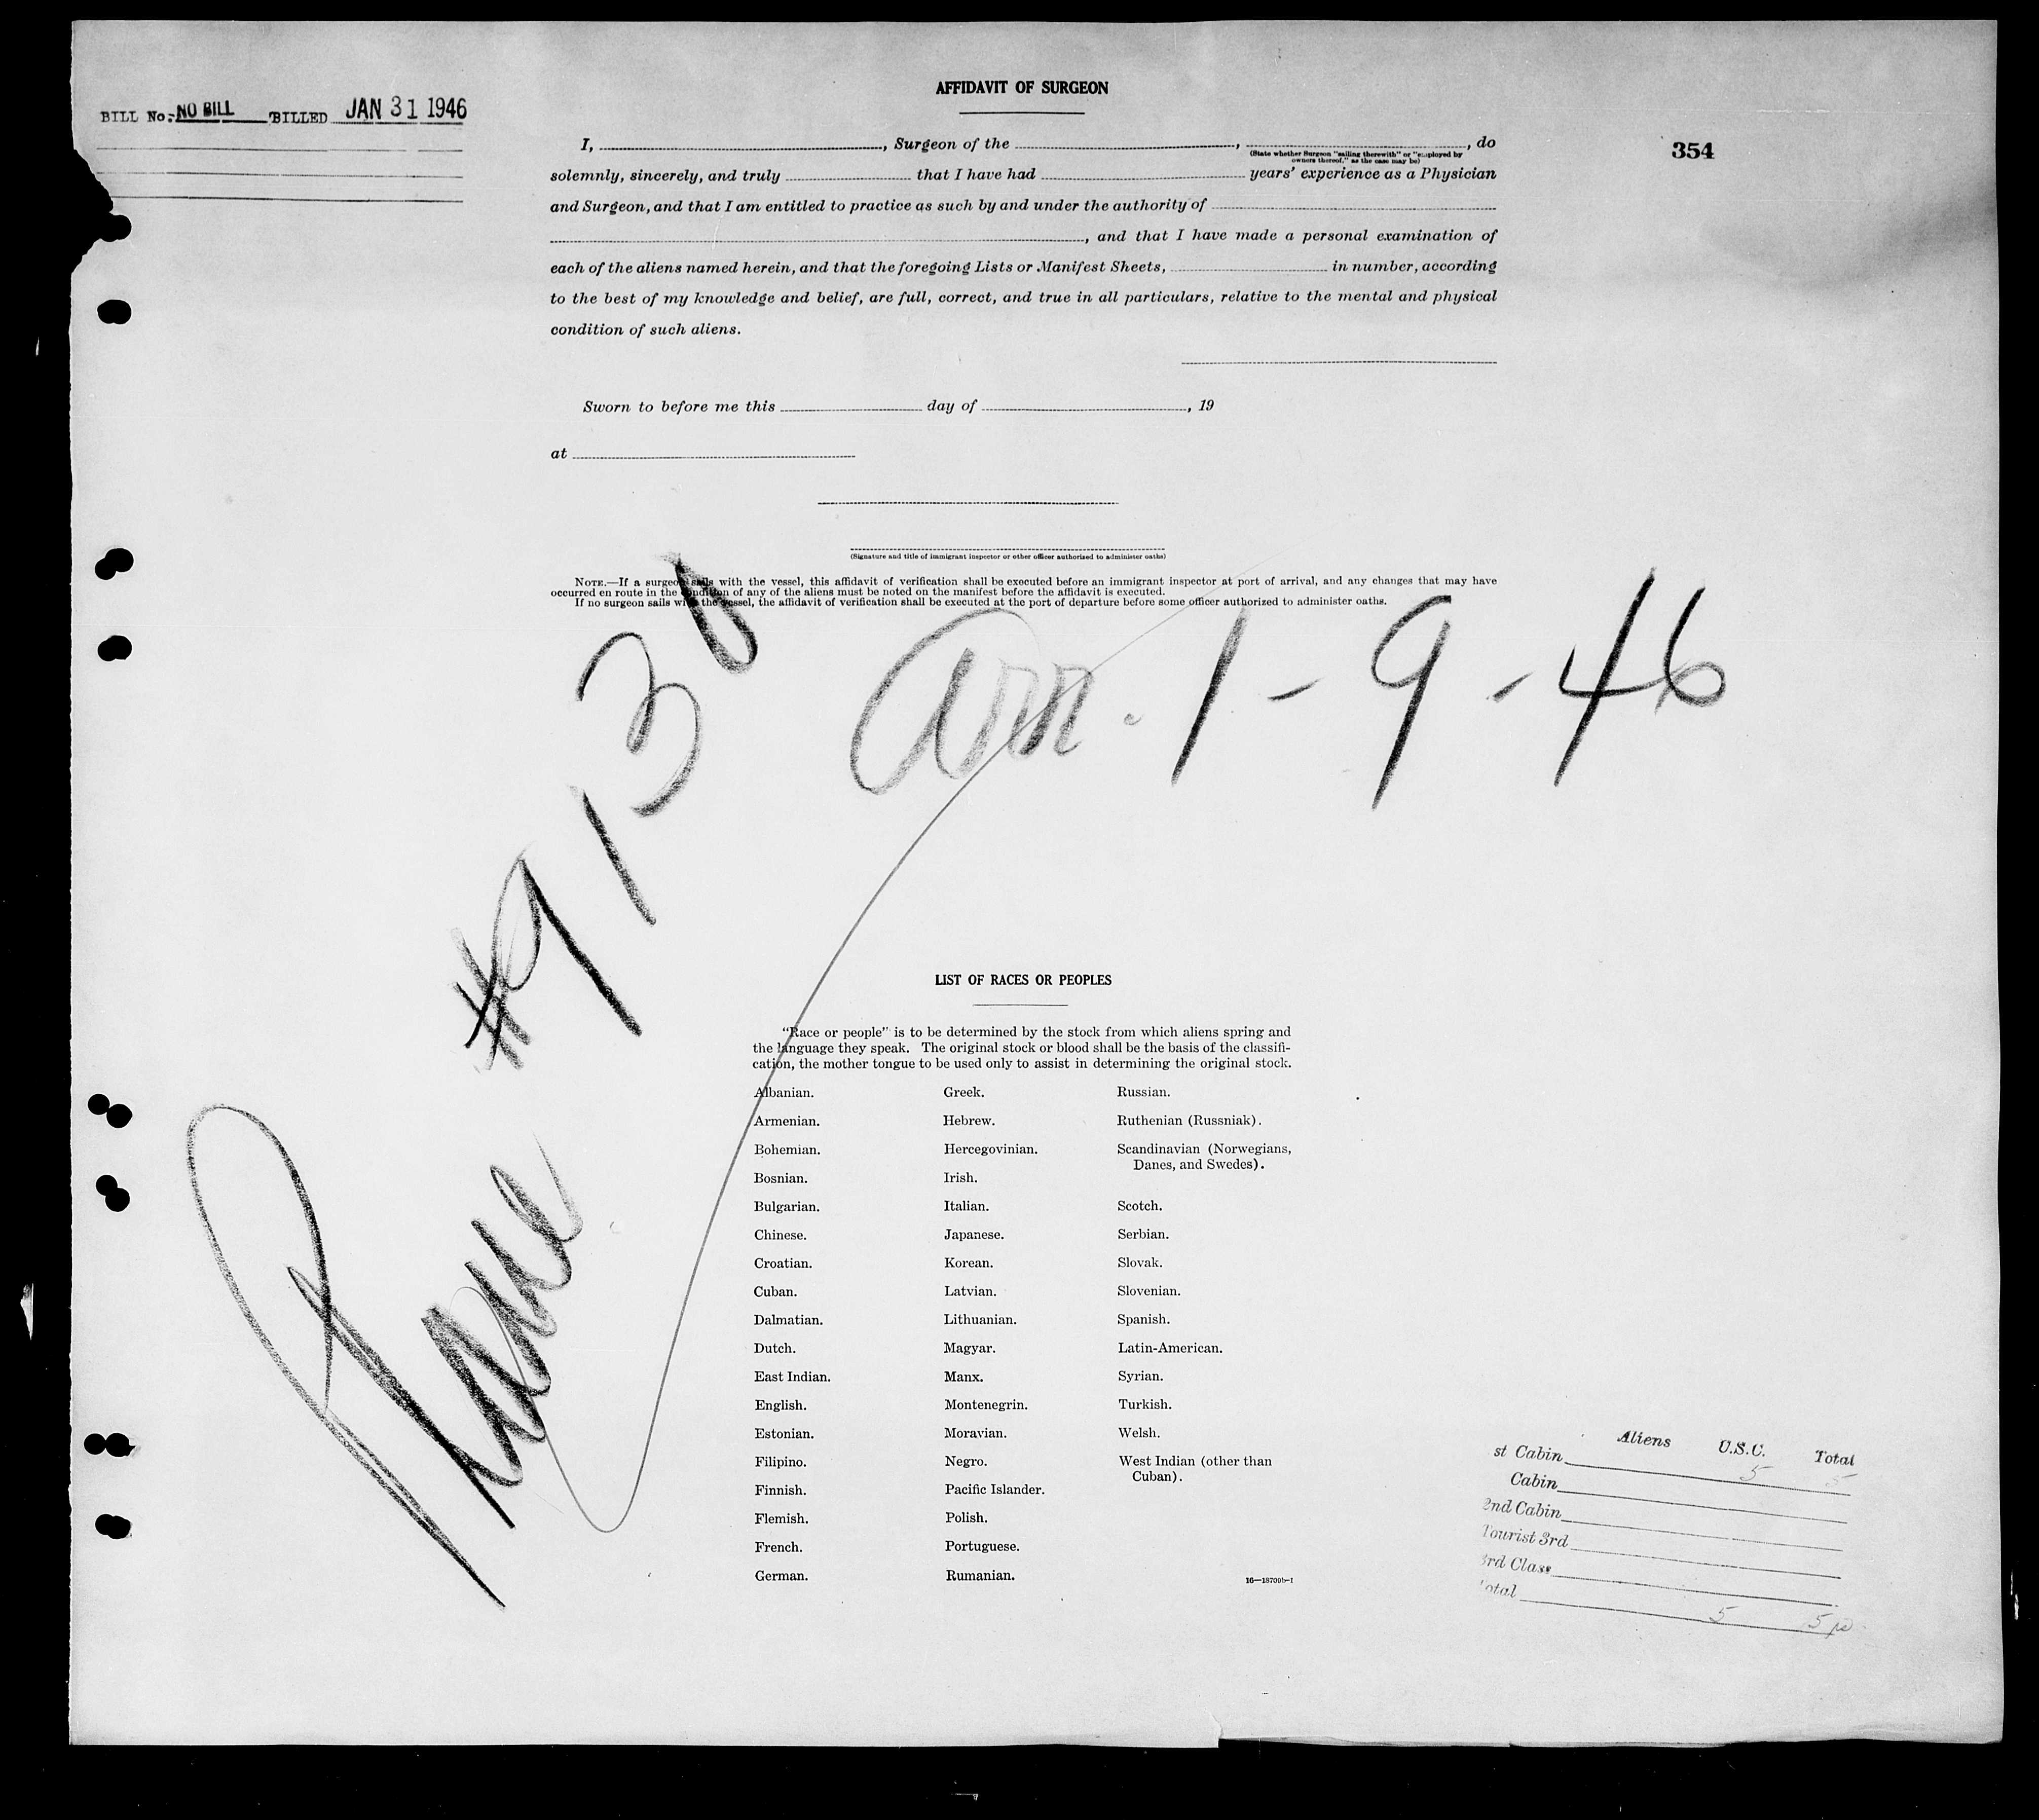 AFFIDAVIT OF SURGEON
BILL No. NO BILL BILLED JAN 31 1946
354
I, , Surgeon of the , , do
(State whether Surgeon "sailing therewith" or "employed by
owners thereof," as the case may be)
solemnly, sincerely, and truly that I have had years' experience as a Physician
and Surgeon, and that I am entitled to practice as such by and under the authority of
, and that I have made a personal examination of
each of the aliens named herein, and that the foregoing Lists or Manifest Sheets, in number, according
to the best of my knowledge and belief, are full, correct, and true in all particulars, relative to the mental and physical
condition of such aliens.
Sworn to before me this day of , 19
at
(Signature and title of immigrant inspector or other officer authorized to administer oaths)
NOTE.—If a surgeon sails with the vessel, this affidavit of verification shall be executed before an immigrant inspector at port of arrival, and any changes that may have
occurred en route in the condition of any of the aliens must be noted on the manifest before the affidavit is executed.
If no surgeon sails with the vessel, the affidavit of verification shall be executed at the port of departure before some officer authorized to administer oaths.
Arr. 1-9-46
Plane #9130
LIST OF RACES OR PEOPLES
"Race or people" is to be determined by the stock from which aliens spring and
the language they speak. The original stock or blood shall be the basis of the classifi-
cation, the mother tongue to be used only to assist in determining the original stock.
Albanian. Greek. Russian.
Armenian. Hebrew. Ruthenian (Russniak).
Bohemian. Hercegovinian. Scandinavian (Norwegians,
Danes, and Swedes).
Bosnian. Irish.
Bulgarian. Italian. Scotch.
Chinese. Japanese. Serbian.
Croatian. Korean. Slovak.
Cuban. Latvian. Slovenian.
Dalmatian. Lithuanian. Spanish.
Dutch. Magyar. Latin-American.
East Indian. Manx. Syrian.
English. Montenegrin. Turkish.
Estonian. Moravian. Welsh.
Filipino. Negro. West Indian (other than
Cuban).
Finnish. Pacific Islander.
Flemish. Polish.
French. Portuguese.
German. Rumanian.
16—18709b-1
Aliens U.S.C. Total
st Cabin 5 5
Cabin
2nd Cabin
Tourist 3rd
3rd Class
Total 5 5